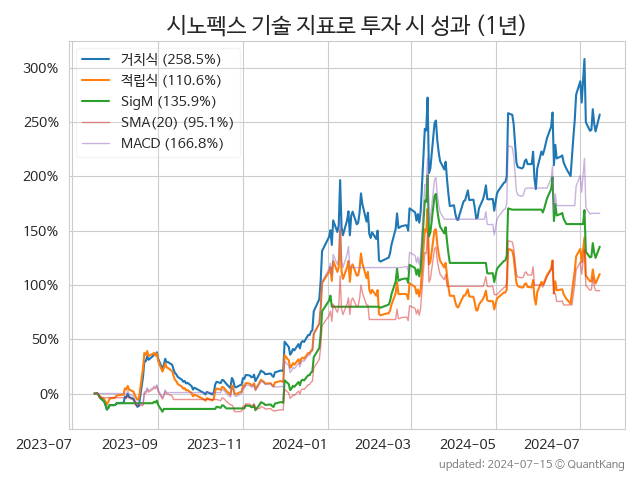 시노펙스 기술 지표로 투자 시 성과 (1년)
거치식 (258.5%)
적립식 (110.6%)
SigM (135.9%)
SMA(20) (95.1%)
MACD (166.8%)
300%
250%
200%
150%
100%
50%
0%
2023-07 2023-09 2023-11 2024-01 2024-03 2024-05 2024-07
updated: 2024-07-15 © QuantKang